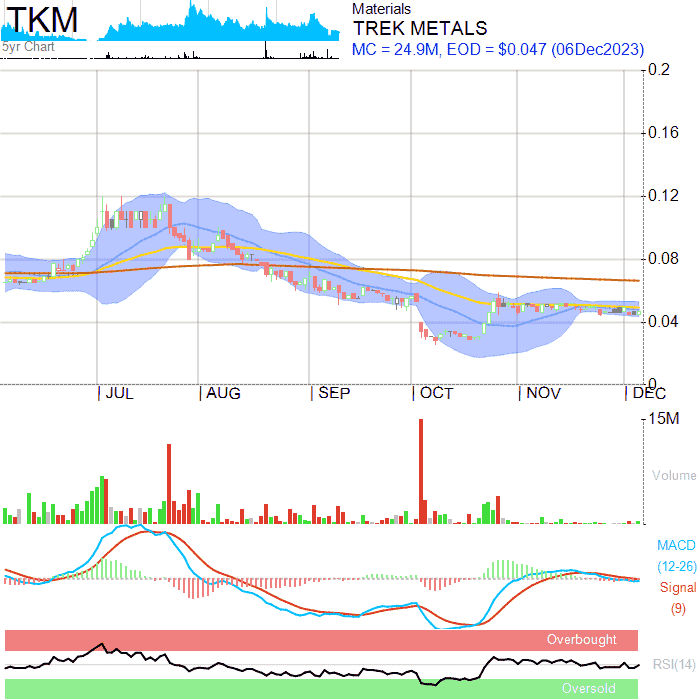 TKM
5yr Chart
Materials
TREK METALS
MC = 24.9M, EOD = $0.047 (06Dec2023)
0.2
0.16
0.12
0.08
0.04
0
JUL
AUG
SEP
OCT
NOV
DEC
15M
Volume
MACD
(12-26)
Signal
(9)
Overbought
RSI(14)
Oversold